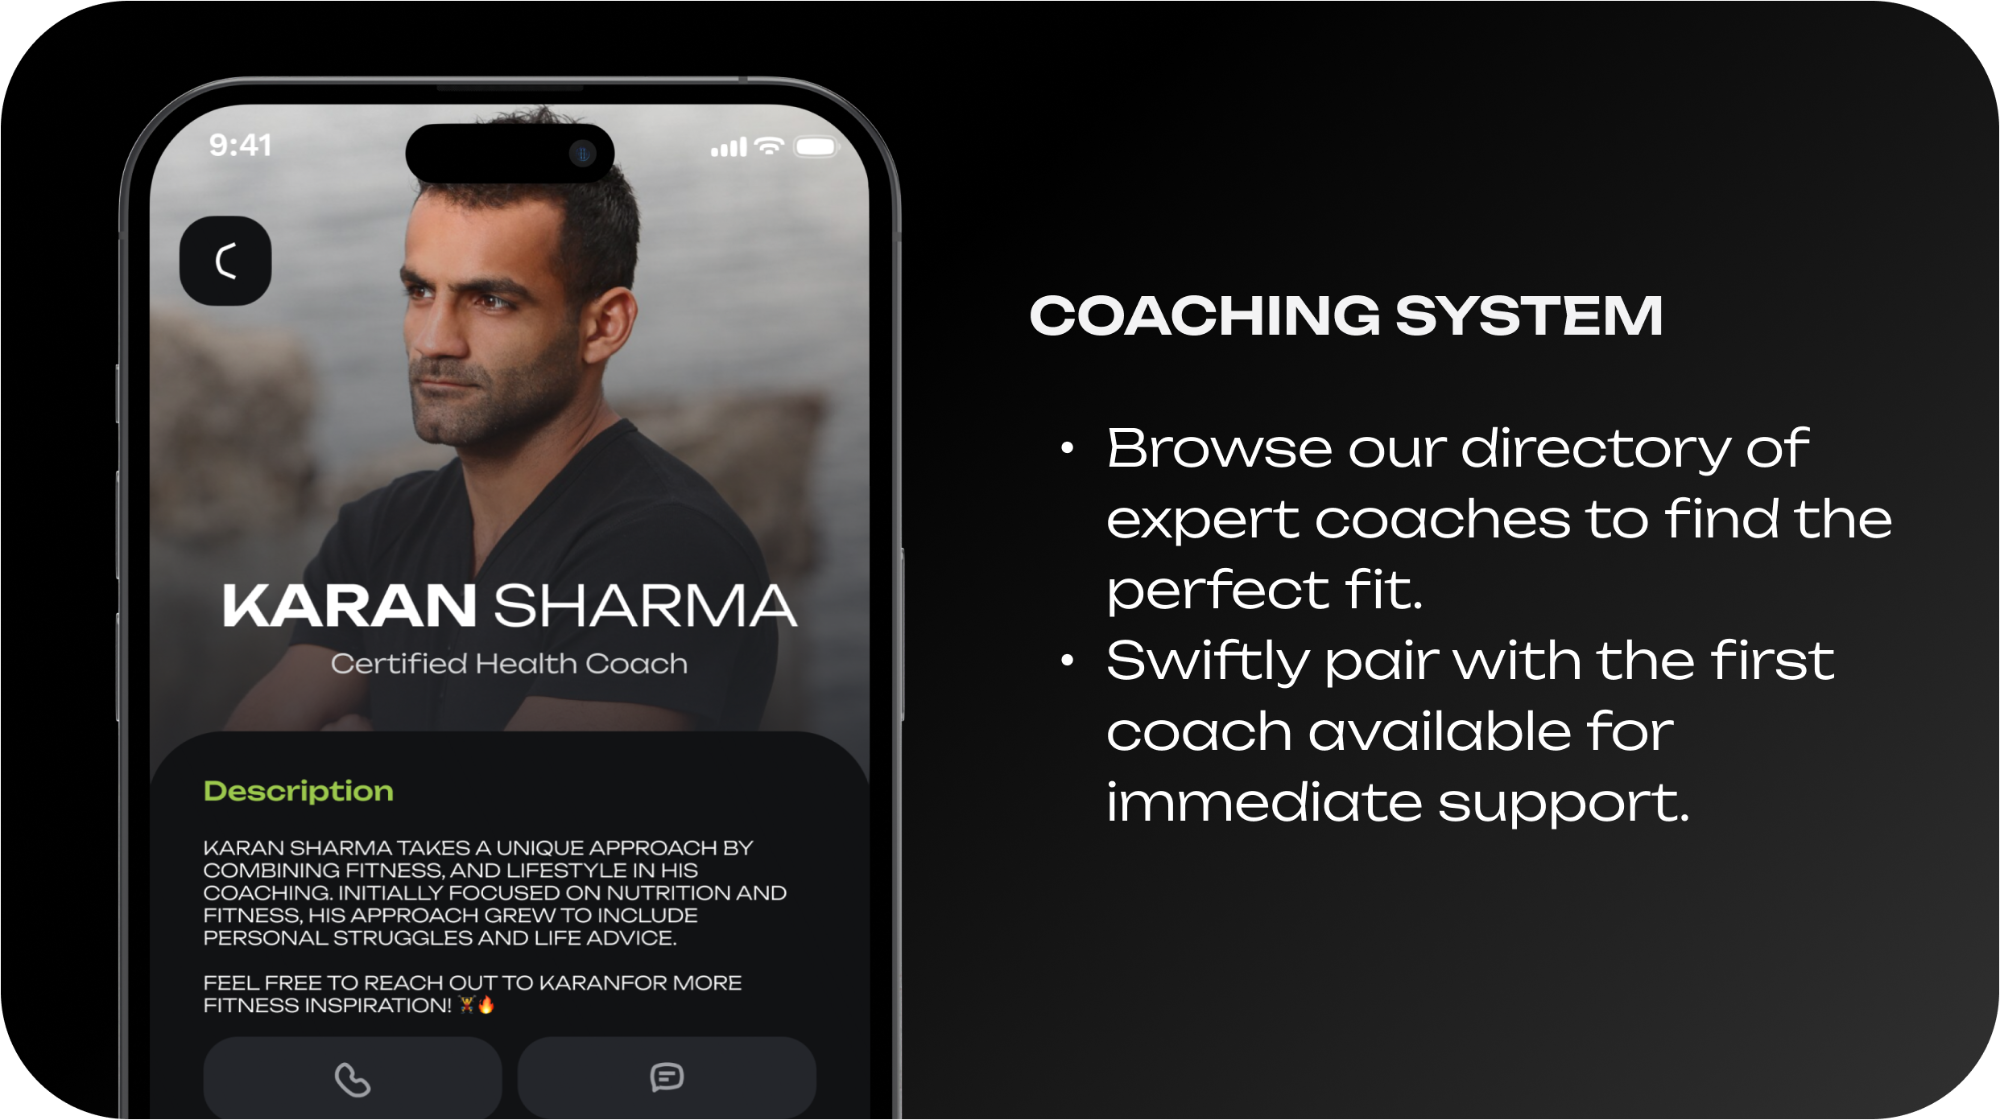 9:41
KARAN SHARMA
Certified Health Coach
Description
KARAN SHARMA TAKES A UNIQUE APPROACH BY
COMBINING FITNESS, AND LIFESTYLE IN HIS
COACHING. INITIALLY FOCUSED ON NUTRITION AND
FITNESS, HIS APPROACH GREW TO INCLUDE
PERSONAL STRUGGLES AND LIFE ADVICE.
FEEL FREE TO REACH OUT TO KARANFOR MORE
FITNESS INSPIRATION! 🏋️🔥
COACHING SYSTEM
• Browse our directory of
expert coaches to find the
perfect fit.
• Swiftly pair with the first
coach available for
immediate support.